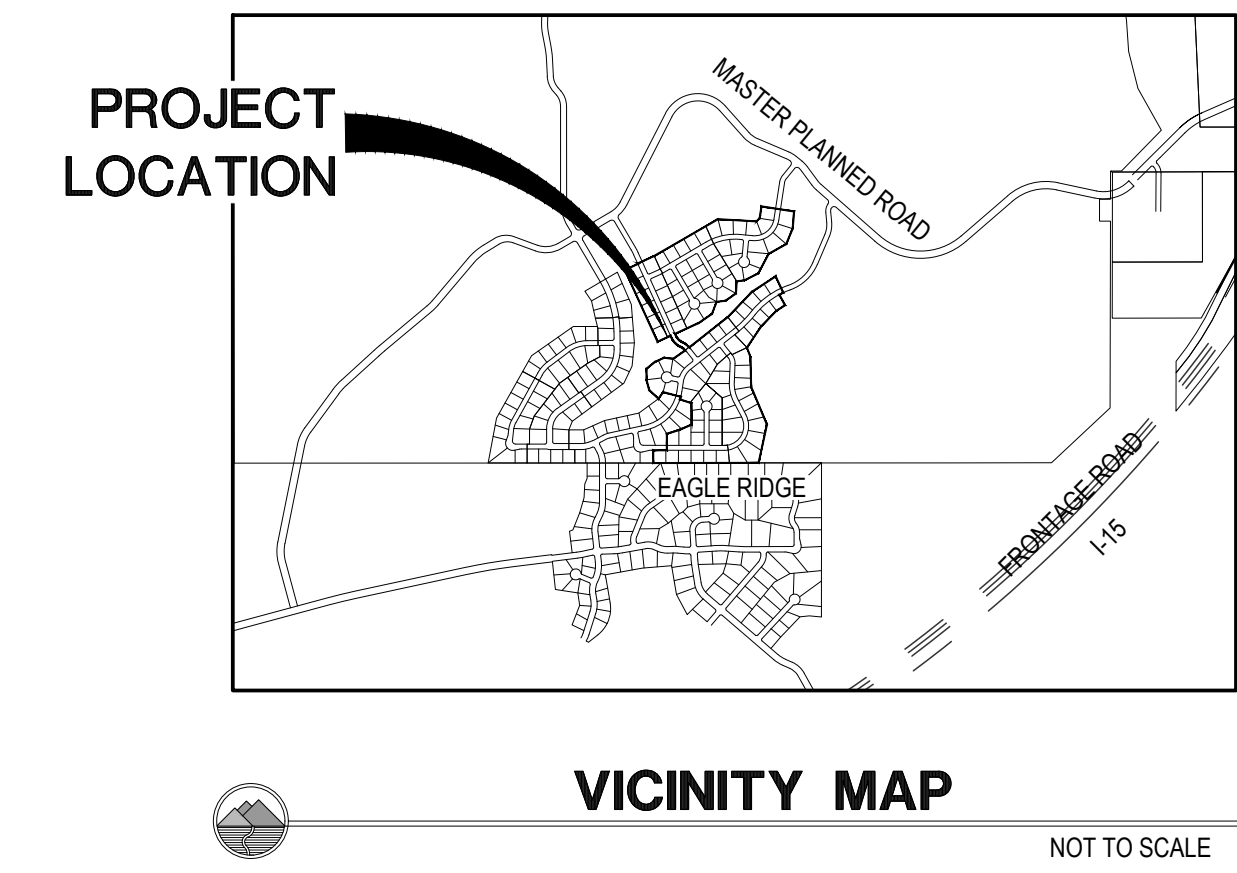 PROJECT
LOCATION
MASTER PLANNED ROAD
EAGLE RIDGE
FRONTAGE ROAD
I-15
VICINITY MAP
NOT TO SCALE